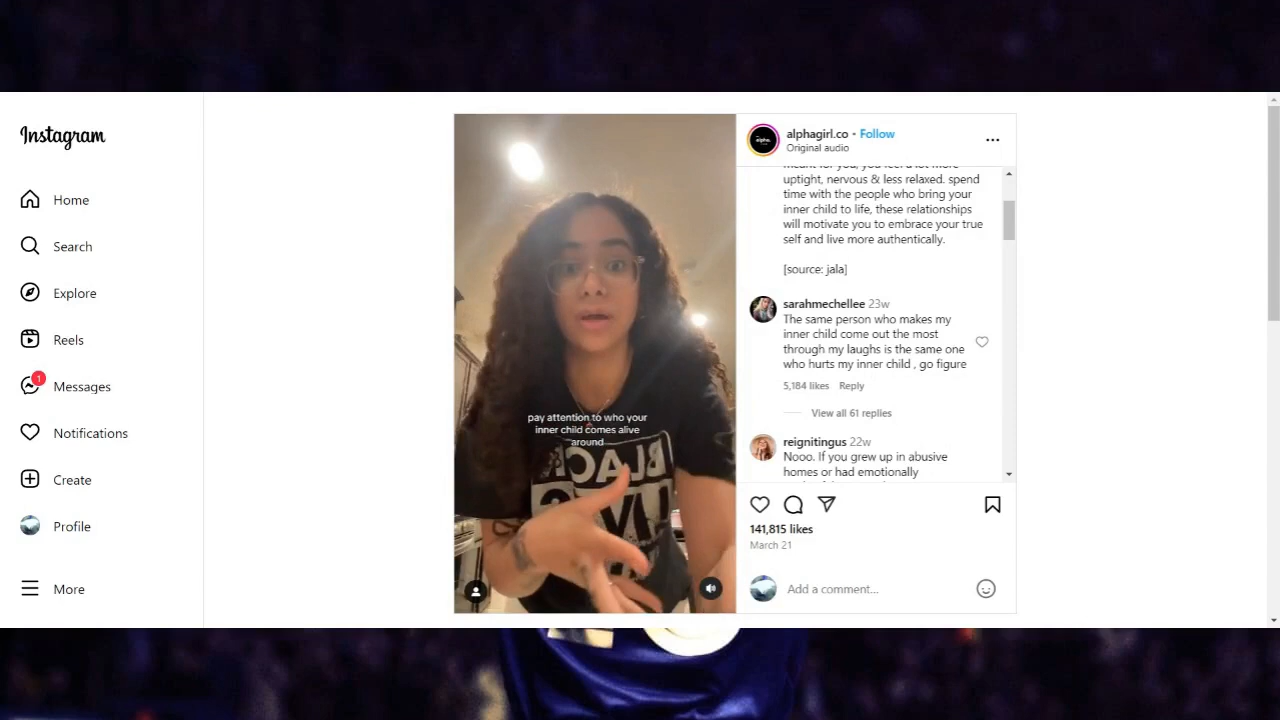 Instagram
Home
Search
Explore
Reels
1
Messages
Notifications
Create
Profile
More
pay attention to who your
inner child comes alive
around
BLACK
LIVES
alphagirl.co • Follow
Original audio
uptight, nervous & less relaxed. spend
time with the people who bring your
inner child to life, these relationships
will motivate you to embrace your true
self and live more authentically.
[source: jala]
sarahmechellee 23w
The same person who makes my
inner child come out the most
through my laughs is the same one
who hurts my inner child , go figure
5,184 likes Reply
View all 61 replies
reignitingus 22w
Nooo. If you grew up in abusive
homes or had emotionally
141,815 likes
March 21
Add a comment...